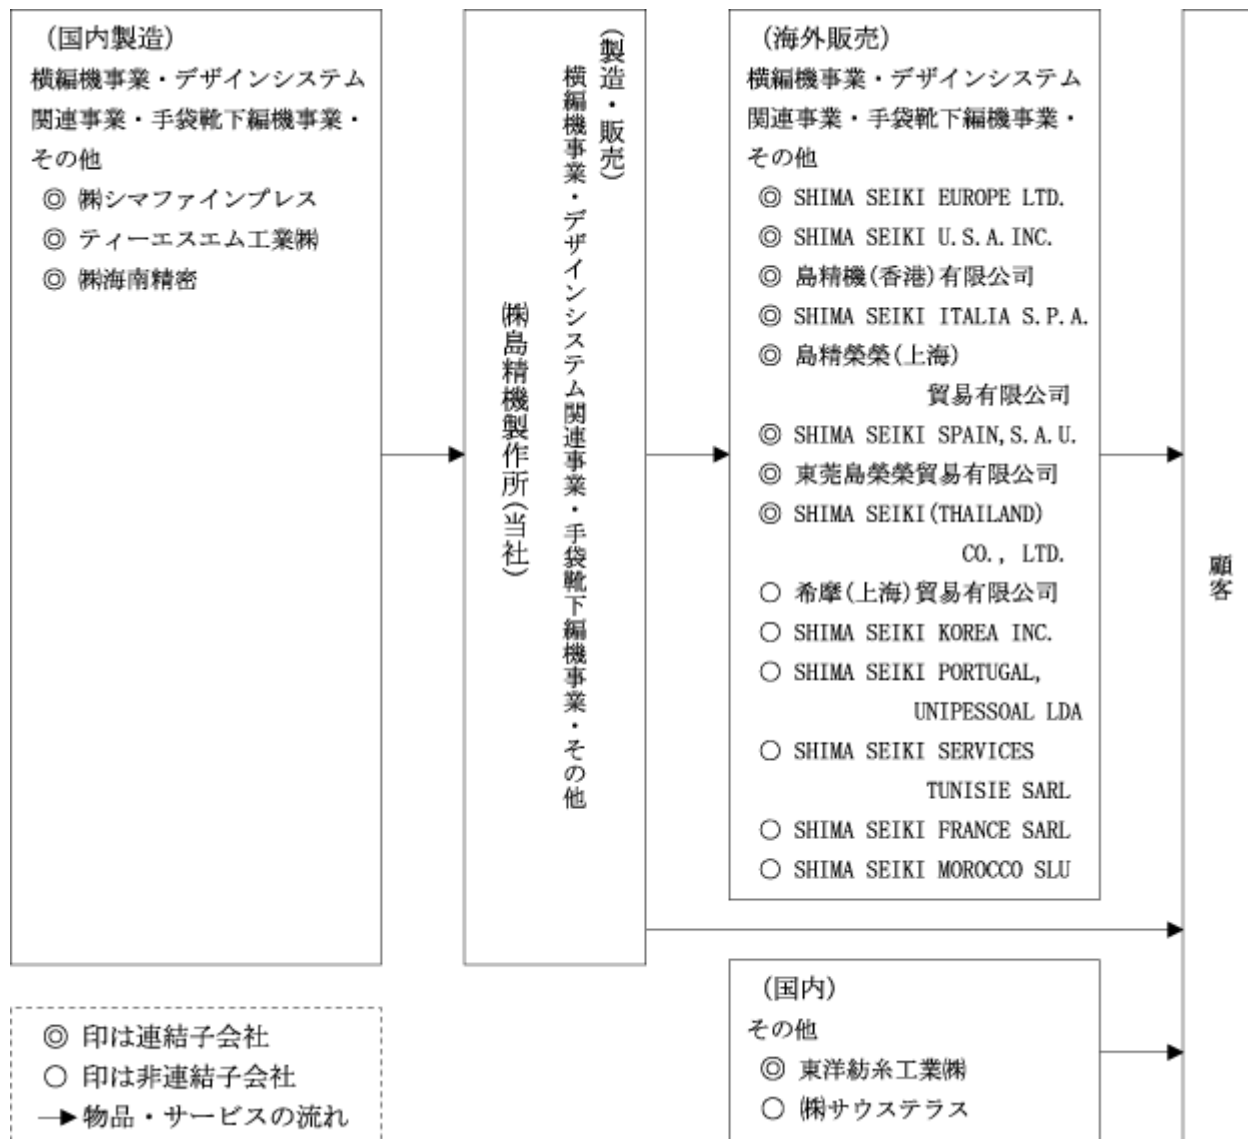 (国内製造)
横編機事業・デザインシステム
関連事業・手袋靴下編機事業・
その他
◎ ㈱シマファインプレス
◎ ティーエスエム工業㈱
◎ ㈱海南精密
(製造・販売)
横編機事業・デザインシステム関連事業・手袋靴下編機事業・その他
㈱島精機製作所(当社)
(海外販売)
横編機事業・デザインシステム
関連事業・手袋靴下編機事業・
その他
◎ SHIMA SEIKI EUROPE LTD.
◎ SHIMA SEIKI U.S.A.INC.
◎ 島精機(香港)有限公司
◎ SHIMA SEIKI ITALIA S.P.A.
◎ 島精榮榮(上海)
貿易有限公司
◎ SHIMA SEIKI SPAIN,S.A.U.
◎ 東莞島榮榮貿易有限公司
◎ SHIMA SEIKI(THAILAND)
CO., LTD.
○ 希摩(上海)貿易有限公司
○ SHIMA SEIKI KOREA INC.
○ SHIMA SEIKI PORTUGAL,
UNIPESSOAL LDA
○ SHIMA SEIKI SERVICES
TUNISIE SARL
○ SHIMA SEIKI FRANCE SARL
○ SHIMA SEIKI MOROCCO SLU
(国内)
その他
◎ 東洋紡糸工業㈱
○ ㈱サウステラス
顧客
◎ 印は連結子会社
○ 印は非連結子会社
→ 物品・サービスの流れ